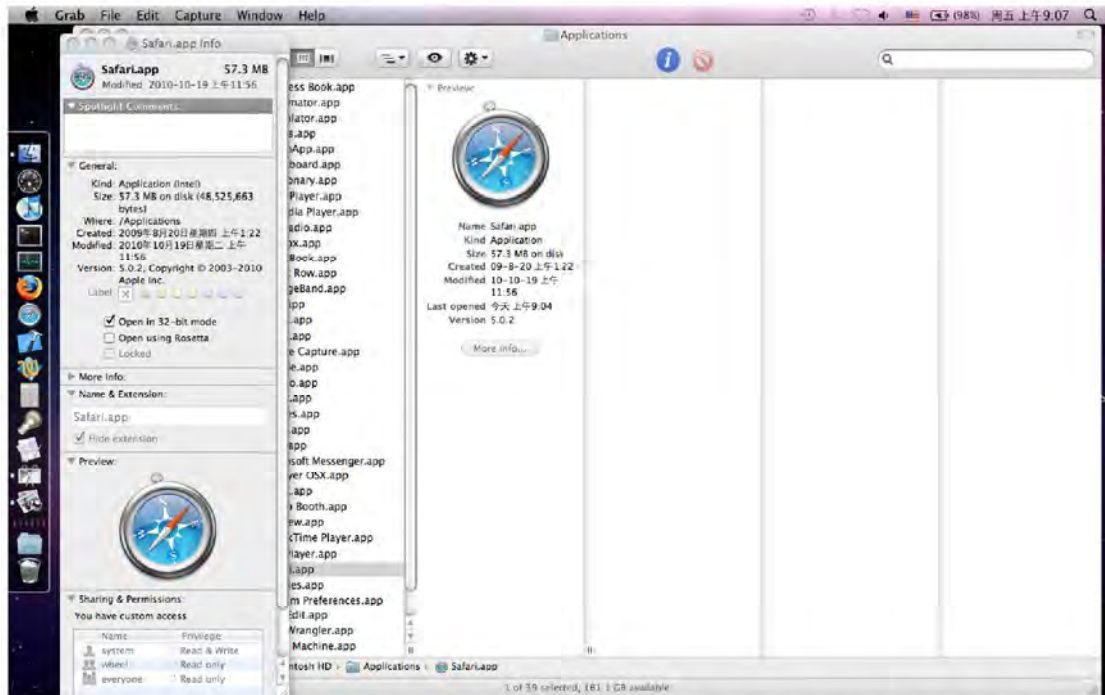 Grab File Edit Capture Window Help
(98%) 周五 上午9:07
Safari.app Info
Safari.app 57.3 MB
Modified 2010-10-19 上午11:56
Spotlight Comments:
General:
Kind: Application (Intel)
Size: 57.3 MB on disk (48,525,663
bytes)
Where: /Applications
Created: 2009年8月20日星期四 上午1:22
Modified: 2010年10月19日星期二 上午
11:56
Version: 5.0.2, Copyright © 2003-2010
Apple Inc.
Label:
Open in 32-bit mode
Open using Rosetta
Locked
More Info:
Name & Extension:
Safari.app
Hide extension
Preview:
Sharing & Permissions:
You have custom access
Name Privilege
system Read & Write
wheel Read only
everyone Read only
Applications
ess Book.app
mator.app
ulator.app
s.app
nApp.app
board.app
onary.app
Player.app
dia Player.app
adio.app
ox.app
Book.app
Row.app
geBand.app
app
.app
.app
e Capture.app
e.app
o.app
.app
es.app
.app
app
soft Messenger.app
yer OSX.app
.app
Booth.app
ew.app
kTime Player.app
layer.app
i.app
es.app
m Preferences.app
Edit.app
Wrangler.app
Machine.app
Preview:
Name Safari.app
Kind Application
Size 57.3 MB on disk
Created 09-8-20 上午1:22
Modified 10-10-19 上午
11:56
Last opened 今天 上午9:04
Version 5.0.2
More info...
ntosh HD Applications Safari.app
1 of 39 selected, 161.1 GB available